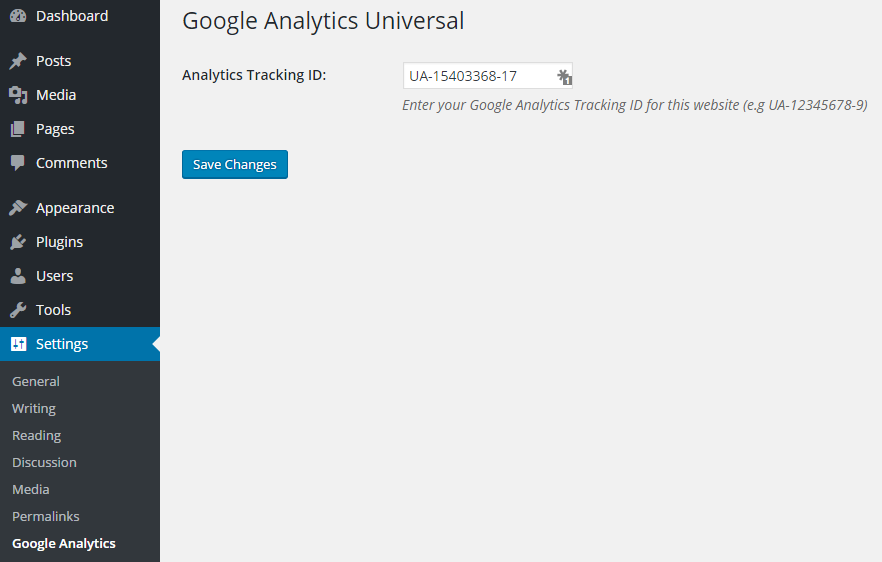 Dashboard
Posts
Media
Pages
Comments
Appearance
Plugins
Users
Tools
Settings
General
Writing
Reading
Discussion
Media
Permalinks
Google Analytics
Google Analytics Universal
Analytics Tracking ID:
UA-15403368-17
1
Enter your Google Analytics Tracking ID for this website (e.g UA-12345678-9)
Save Changes